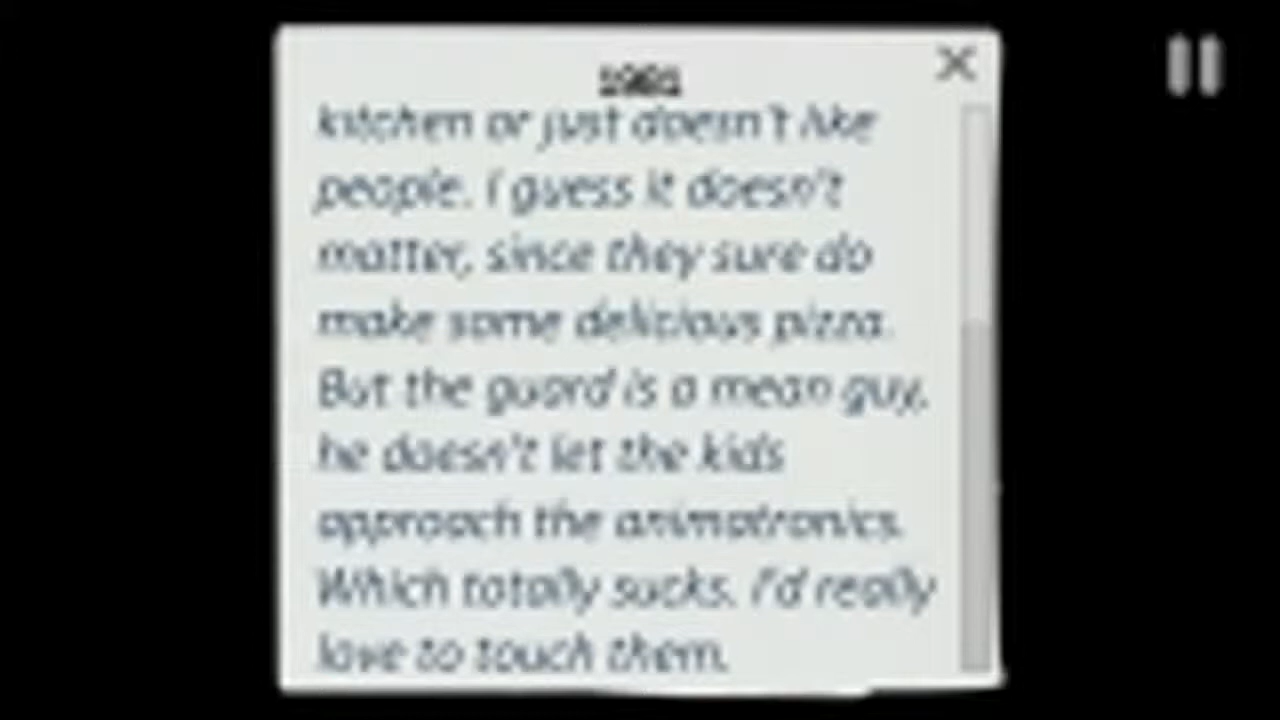 kitchen or just doesn't like
people. I guess it doesn't
matter, since they sure do
make some delicious pizza.
But the guard is a mean guy,
he doesn't let the kids
approach the animatronics.
Which totally sucks. I'd really
love to touch them.